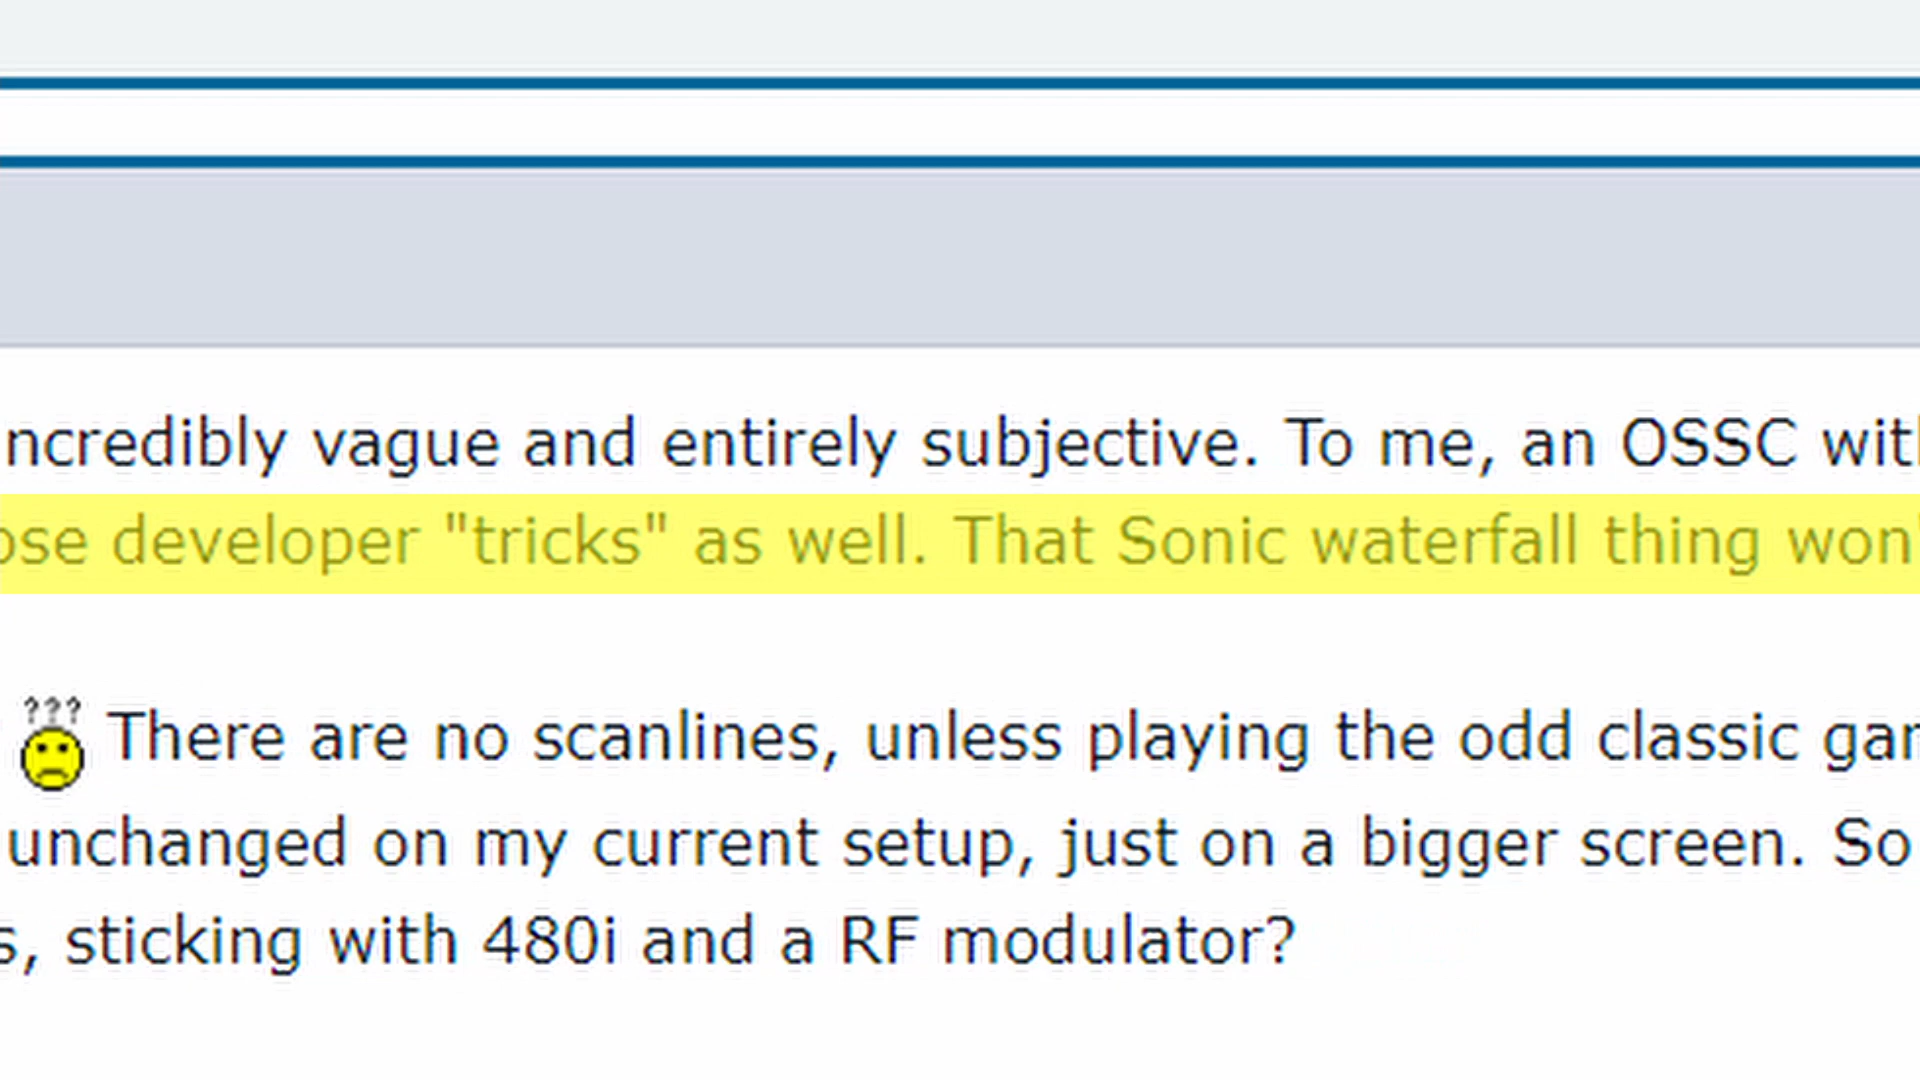 ncredibly vague and entirely subjective. To me, an OSSC wit
ose developer "tricks" as well. That Sonic waterfall thing won'
??? There are no scanlines, unless playing the odd classic gar
unchanged on my current setup, just on a bigger screen. So
s, sticking with 480i and a RF modulator?